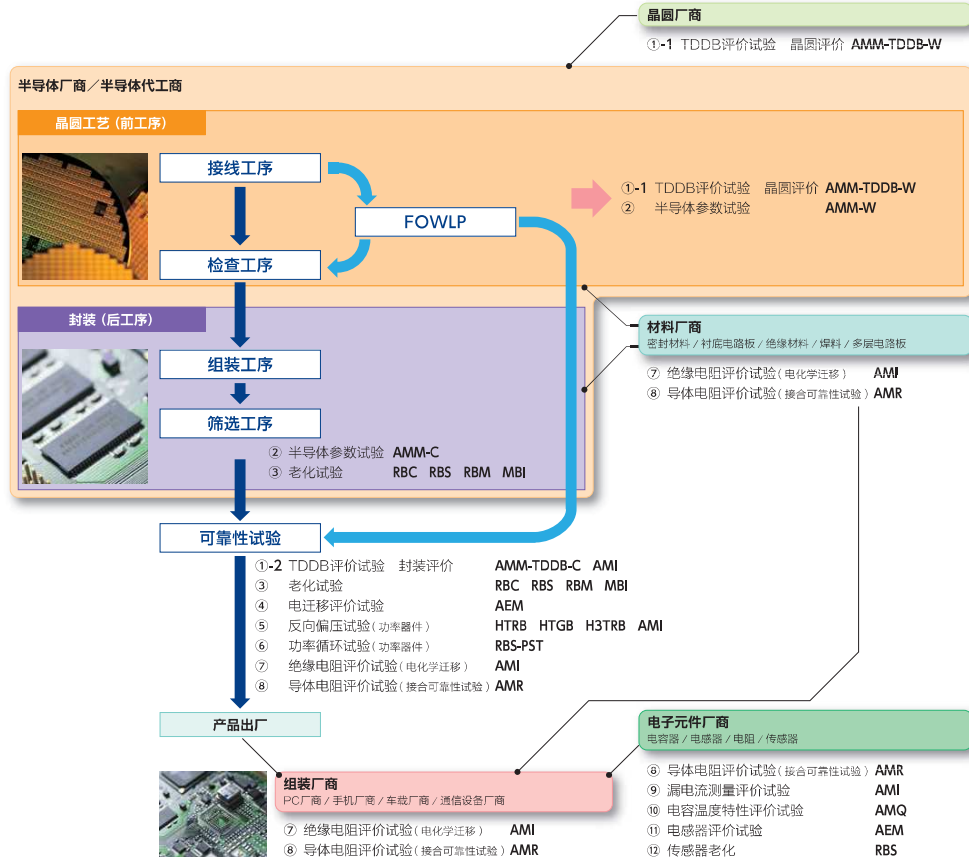 晶圆厂商
①-1 TDDB评价试验 晶圆评价 AMM-TDDB-W
半导体厂商／半导体代工商
晶圆工艺（前工序）
接线工序
FOWLP
检查工序
①-1 TDDB评价试验 晶圆评价 AMM-TDDB-W
② 半导体参数试验 AMM-W
封装（后工序）
组装工序
筛选工序
② 半导体参数试验 AMM-C
③ 老化试验 RBC RBS RBM MBI
材料厂商
密封材料 / 衬底电路板 / 绝缘材料 / 焊料 / 多层电路板
⑦ 绝缘电阻评价试验（电化学迁移） AMI
⑧ 导体电阻评价试验（接合可靠性试验） AMR
可靠性试验
①-2 TDDB评价试验 封装评价 AMM-TDDB-C AMI
③ 老化试验 RBC RBS RBM MBI
④ 电迁移评价试验 AEM
⑤ 反向偏压试验（功率器件） HTRB HTGB H3TRB AMI
⑥ 功率循环试验（功率器件） RBS-PST
⑦ 绝缘电阻评价试验（电化学迁移） AMI
⑧ 导体电阻评价试验（接合可靠性试验） AMR
产品出厂
组装厂商
PC厂商 / 手机厂商 / 车载厂商 / 通信设备厂商
⑦ 绝缘电阻评价试验（电化学迁移） AMI
⑧ 导体电阻评价试验（接合可靠性试验） AMR
电子元件厂商
电容器 / 电感器 / 电阻 / 传感器
⑧ 导体电阻评价试验（接合可靠性试验） AMR
⑨ 漏电流测量评价试验 AMI
⑩ 电容温度特性评价试验 AMQ
⑪ 电感器评价试验 AEM
⑫ 传感器老化 RBS